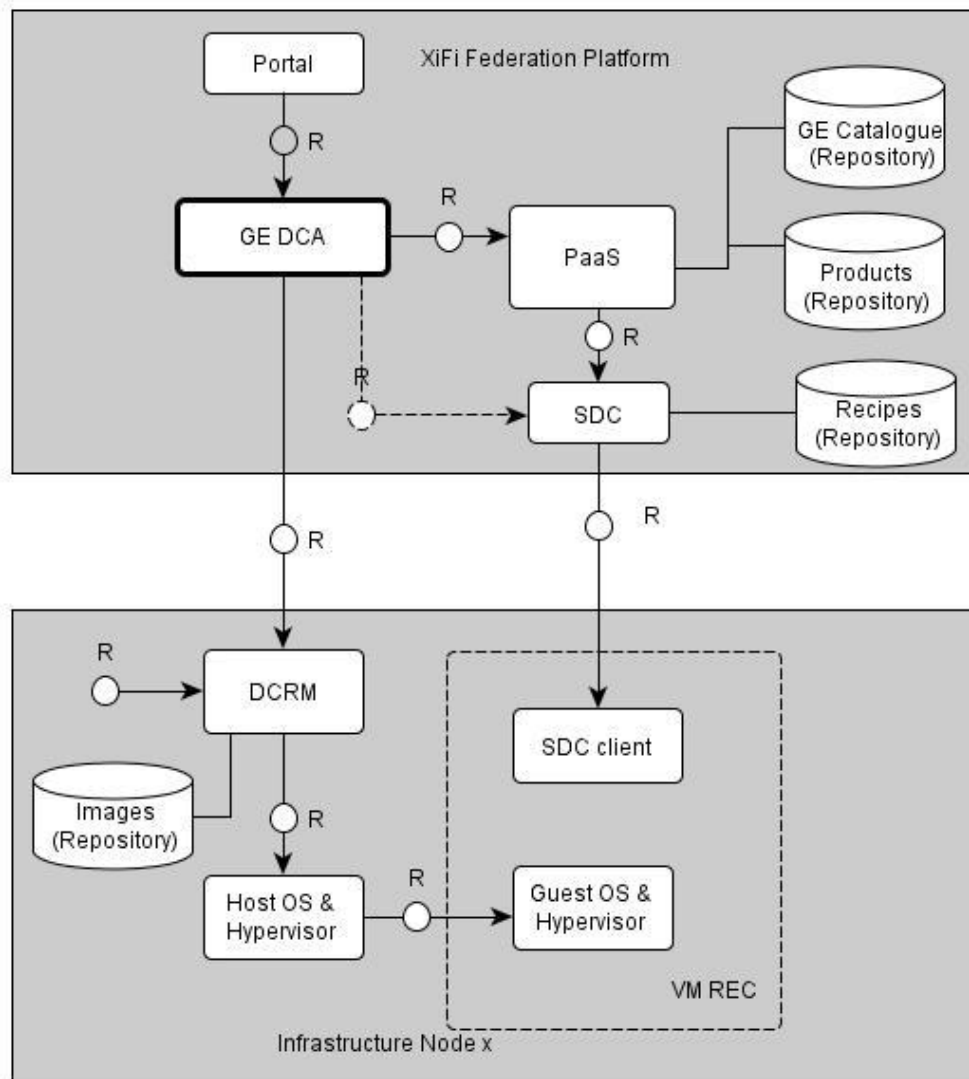 XiFi Federation Platform
Portal
R
GE Catalogue
(Repository)
GE DCA
R
PaaS
Products
(Repository)
R
R
SDC
Recipes
(Repository)
R
R
R
DCRM
SDC client
Images
(Repository)
R
Host OS &
Hypervisor
R
Guest OS &
Hypervisor
VM REC
Infrastructure Node x